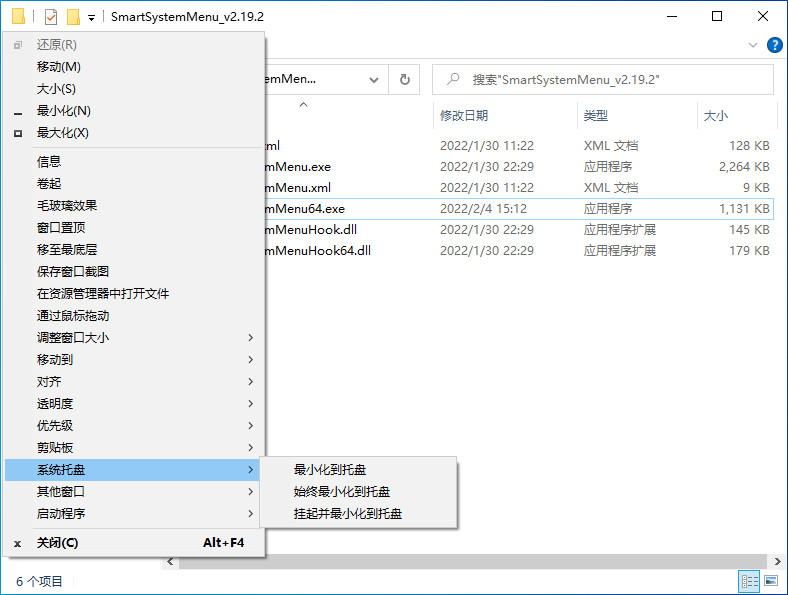 SmartSystemMenu_v2.19.2
还原(R)
移动(M)
大小(S)
最小化(N)
最大化(X)
信息
卷起
毛玻璃效果
窗口置顶
移至最底层
保存窗口截图
在资源管理器中打开文件
通过鼠标拖动
调整窗口大小
移动到
对齐
透明度
优先级
剪贴板
系统托盘
其他窗口
启动程序
关闭(C) Alt+F4
最小化到托盘
始终最小化到托盘
挂起并最小化到托盘
emMen...
搜索"SmartSystemMenu_v2.19.2"
修改日期 类型 大小
ml 2022/1/30 11:22 XML 文档 128 KB
mMenu.exe 2022/1/30 22:29 应用程序 2,264 KB
mMenu.xml 2022/1/30 11:22 XML 文档 9 KB
mMenu64.exe 2022/2/4 15:12 应用程序 1,131 KB
mMenuHook.dll 2022/1/30 22:29 应用程序扩展 145 KB
mMenuHook64.dll 2022/1/30 22:29 应用程序扩展 179 KB
6 个项目